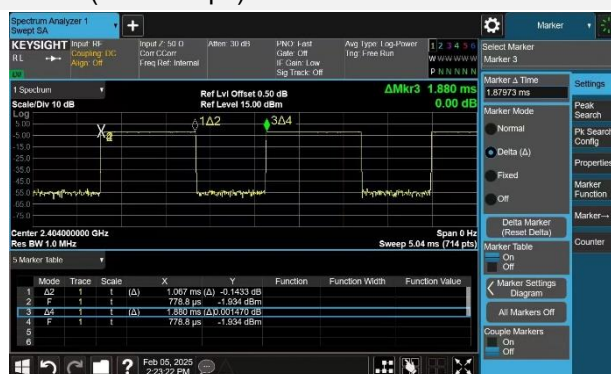 Spectrum Analyzer 1
Swept SA
+
Marker
KEYSIGHT Input: RF
Coupling: DC
Align: Off
Input Z: 50 Ω
Corr CCorr
Freq Ref: Internal
Atten: 30 dB
PNO: Fast
Gate: Off
IF Gain: Low
Sig Track: Off
Avg Type: Log-Power
Trig: Free Run
1 2 3 4 5 6
W W W W W W
P N N N N N
R L
LW
1 Spectrum
Scale/Div 10 dB
Ref Lvl Offset 0.50 dB
Ref Level 15.00 dBm
ΔMkr3 1.880 ms
0.00 dB
Log
5.00
-5.00
-15.0
-25.0
-35.0
-45.0
-55.0
-65.0
-75.0
1Δ2
3Δ4
Center 2.404000000 GHz
Res BW 1.0 MHz
Span 0 Hz
Sweep 5.04 ms (714 pts)
5 Marker Table
Mode Trace Scale X Y Function Function Width Function Value
1 Δ2 1 t (Δ) 1.067 ms (Δ) -0.1433 dB
2 F 1 t 778.8 µs -1.934 dBm
3 Δ4 1 t (Δ) 1.880 ms (Δ) 0.001470 dB
4 F 1 t 778.8 µs -1.934 dBm
5
6
Select Marker
Marker 3
Marker Δ Time
1.87973 ms
Marker Mode
Normal
Delta (Δ)
Fixed
Off
Delta Marker
(Reset Delta)
Marker Table
On
Off
Marker Settings
Diagram
All Markers Off
Couple Markers
On
Off
Settings
Peak
Search
Pk Search
Config
Properties
Marker
Function
Marker→
Counter
?
Feb 05, 2025
2:23:22 PM